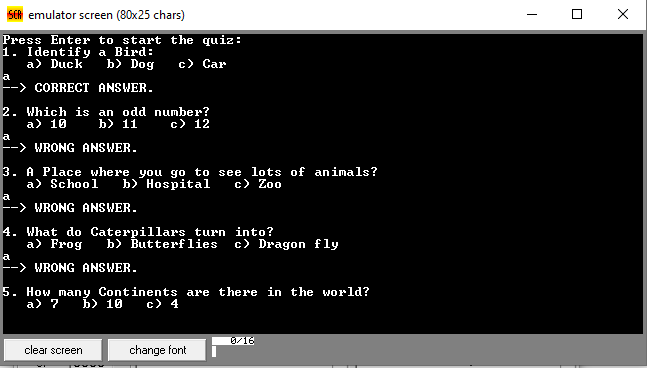 SCR emulator screen (80x25 chars)
Press Enter to start the quiz:
1. Identify a Bird:
a) Duck b) Dog c) Car
a
--> CORRECT ANSWER.
2. Which is an odd number?
a) 10 b) 11 c) 12
a
--> WRONG ANSWER.
3. A Place where you go to see lots of animals?
a) School b) Hospital c) Zoo
a
--> WRONG ANSWER.
4. What do Caterpillars turn into?
a) Frog b) Butterflies c) Dragon fly
a
--> WRONG ANSWER.
5. How many Continents are there in the world?
a) 7 b) 10 c) 4
clear screen change font 0/16